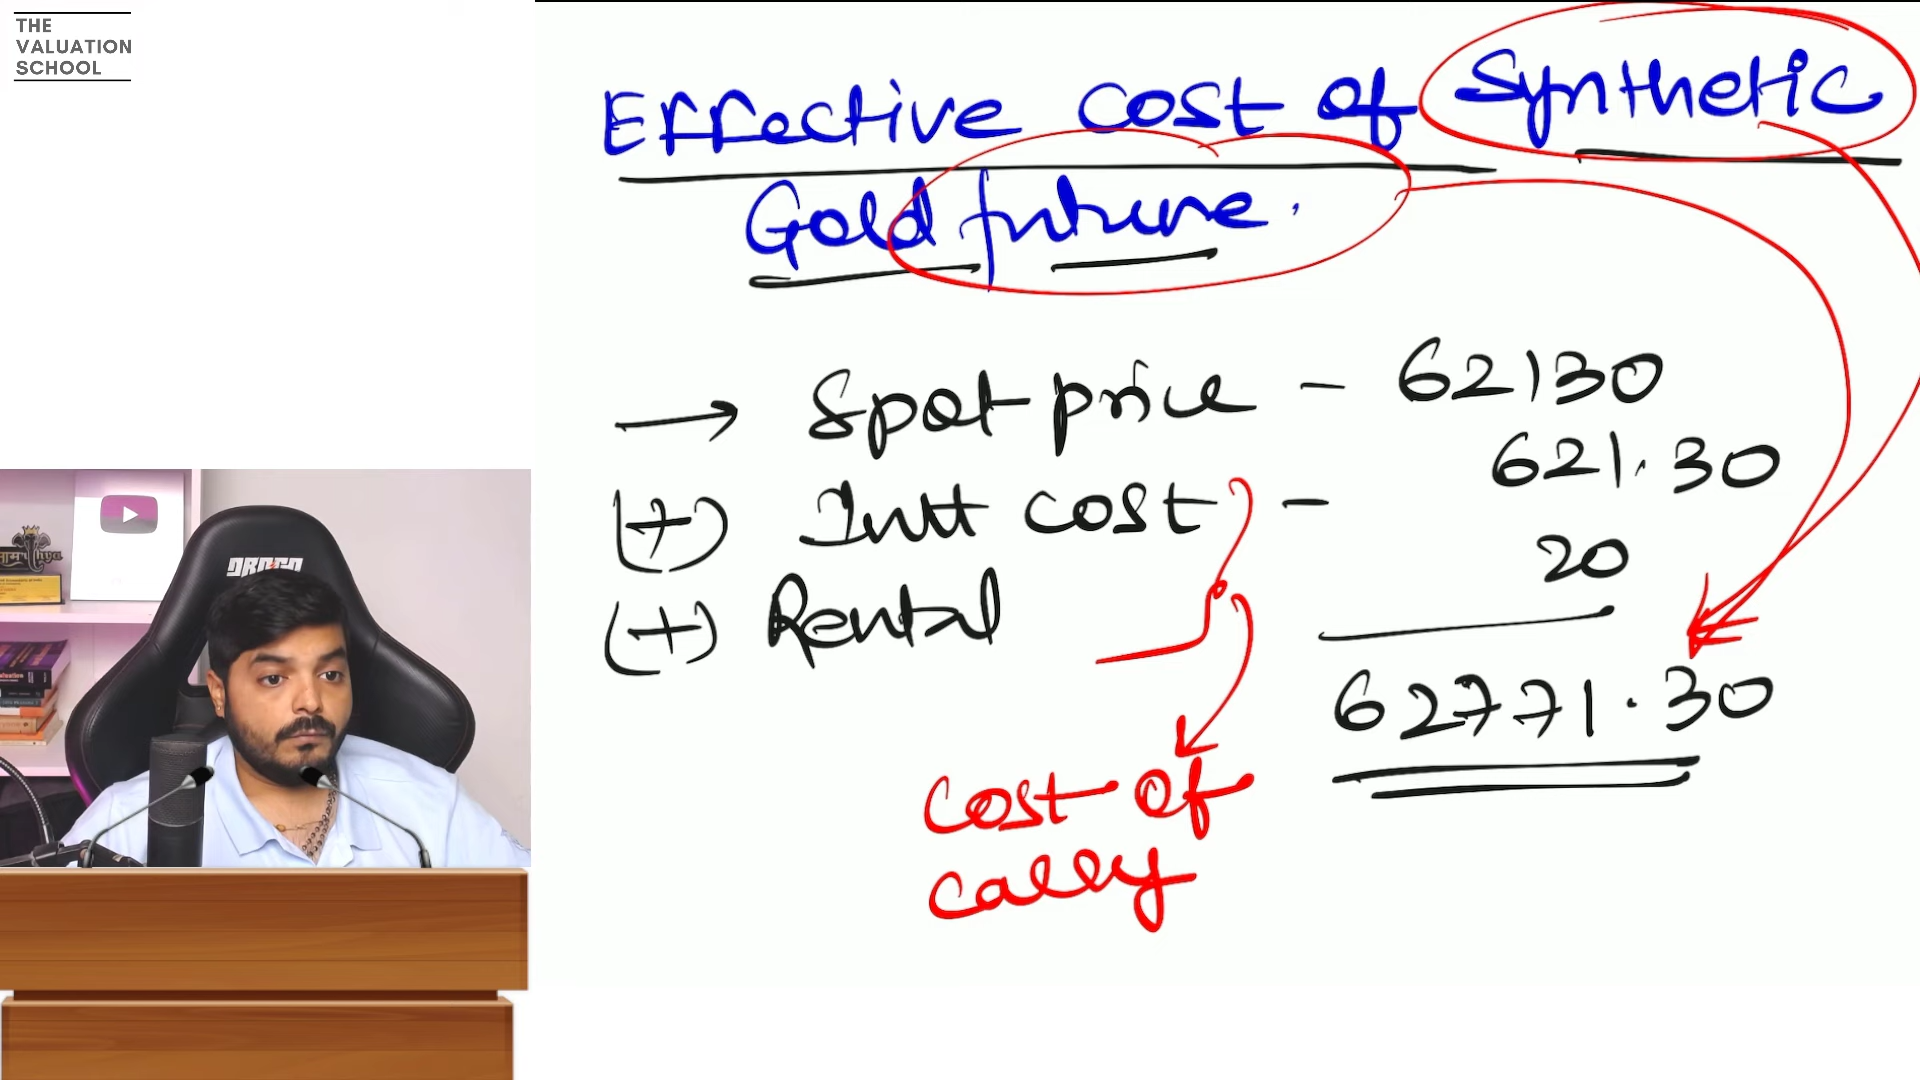 THE
VALUATION
SCHOOL
Effective cost of Synthetic
Gold future.
→ Spot price - 62130
(+) Intt cost - 621.30
(+) Rental 20
62771.30
cost of
carry